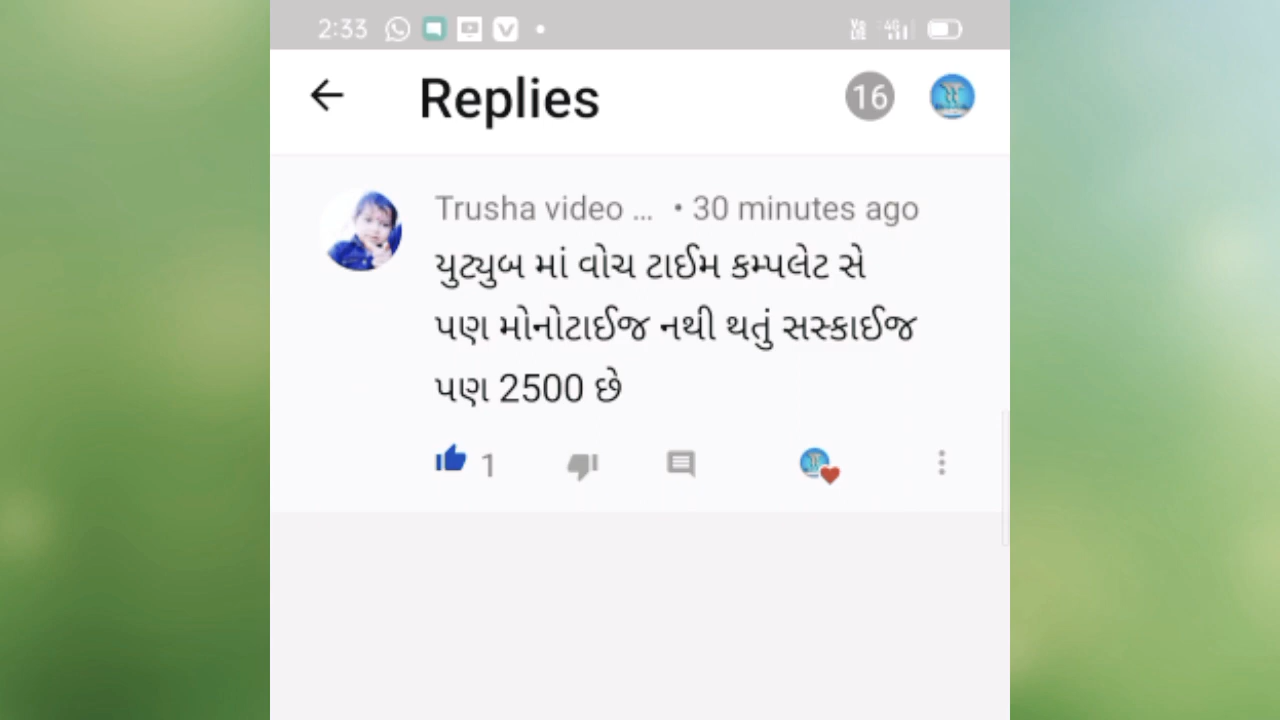 2:33
Replies
16
Trusha video ... • 30 minutes ago
યુટ્યુબ માં વોચ ટાઈમ કમ્પલેટ સે
પણ મોનોટાઈજ નથી થતું સસ્કાઈજ
પણ 2500 છે
1